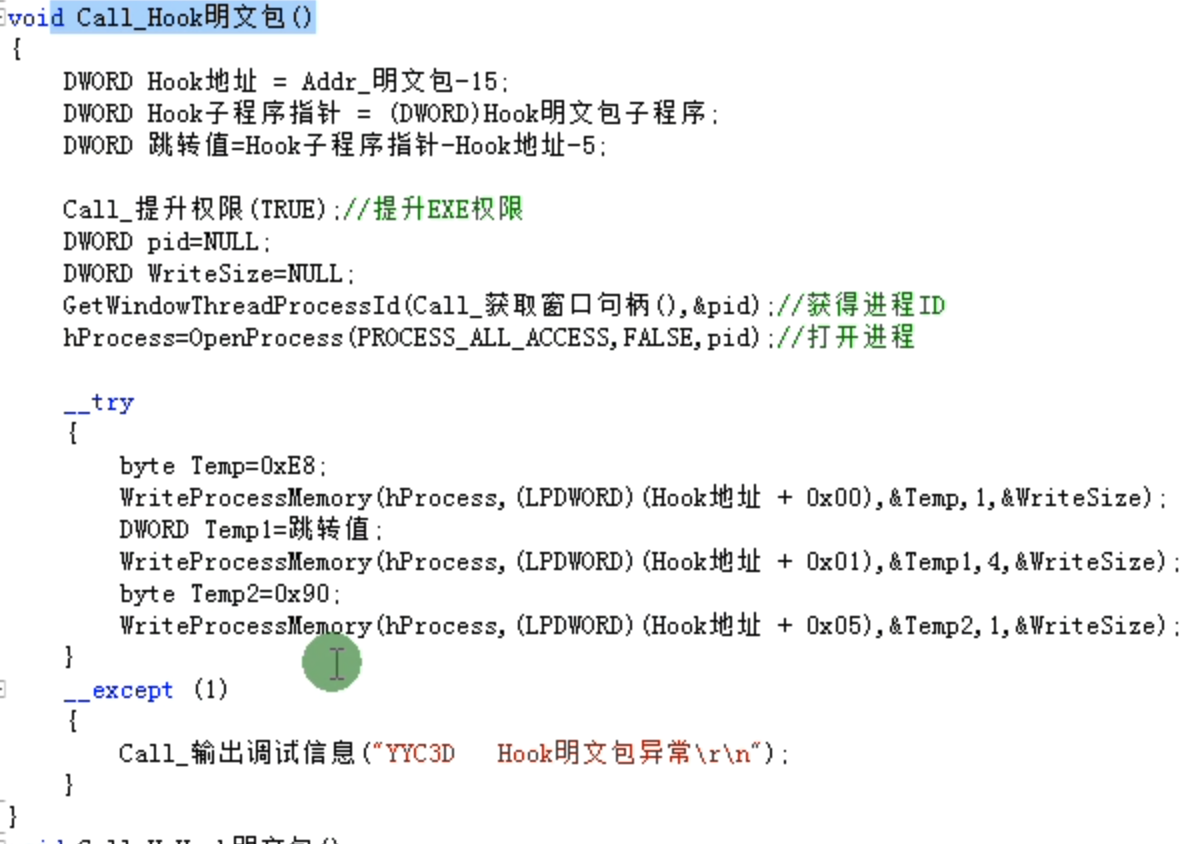 void Call_Hook明文包()
{
DWORD Hook地址 = Addr_明文包-15;
DWORD Hook子程序指针 = (DWORD)Hook明文包子程序;
DWORD 跳转值=Hook子程序指针-Hook地址-5;
Call_提升权限(TRUE);//提升EXE权限
DWORD pid=NULL;
DWORD WriteSize=NULL;
GetWindowThreadProcessId(Call_获取窗口句柄(),&pid);//获得进程ID
hProcess=OpenProcess(PROCESS_ALL_ACCESS,FALSE,pid);//打开进程
__try
{
byte Temp=0xE8;
WriteProcessMemory(hProcess,(LPDWORD)(Hook地址 + 0x00),&Temp,1,&WriteSize);
DWORD Temp1=跳转值;
WriteProcessMemory(hProcess,(LPDWORD)(Hook地址 + 0x01),&Temp1,4,&WriteSize);
byte Temp2=0x90;
WriteProcessMemory(hProcess,(LPDWORD)(Hook地址 + 0x05),&Temp2,1,&WriteSize);
}
__except (1)
{
Call_输出调试信息("YYC3D   Hook明文包异常\r\n");
}
}